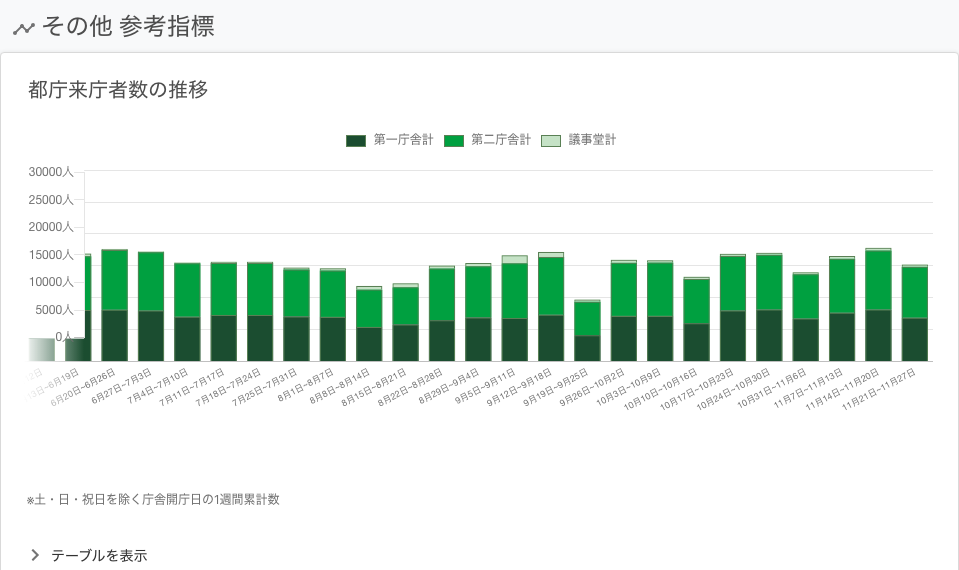 その他 参考指標
都庁来庁者数の推移
第一庁舎計 第二庁舎計 議事堂計
30000人
25000人
20000人
15000人
10000人
5000人
0人
6月20日~6月26日
6月27日~7月3日
7月4日~7月10日
7月11日~7月17日
7月18日~7月24日
7月25日~7月31日
8月1日~8月7日
8月8日~8月14日
8月15日~8月21日
8月22日~8月28日
8月29日~9月4日
9月5日~9月11日
9月12日~9月18日
9月19日~9月25日
9月26日~10月2日
10月3日~10月9日
10月10日~10月16日
10月17日~10月23日
10月24日~10月30日
10月31日~11月6日
11月7日~11月13日
11月14日~11月20日
11月21日~11月27日
※土・日・祝日を除く庁舎開庁日の1週間累計数
テーブルを表示